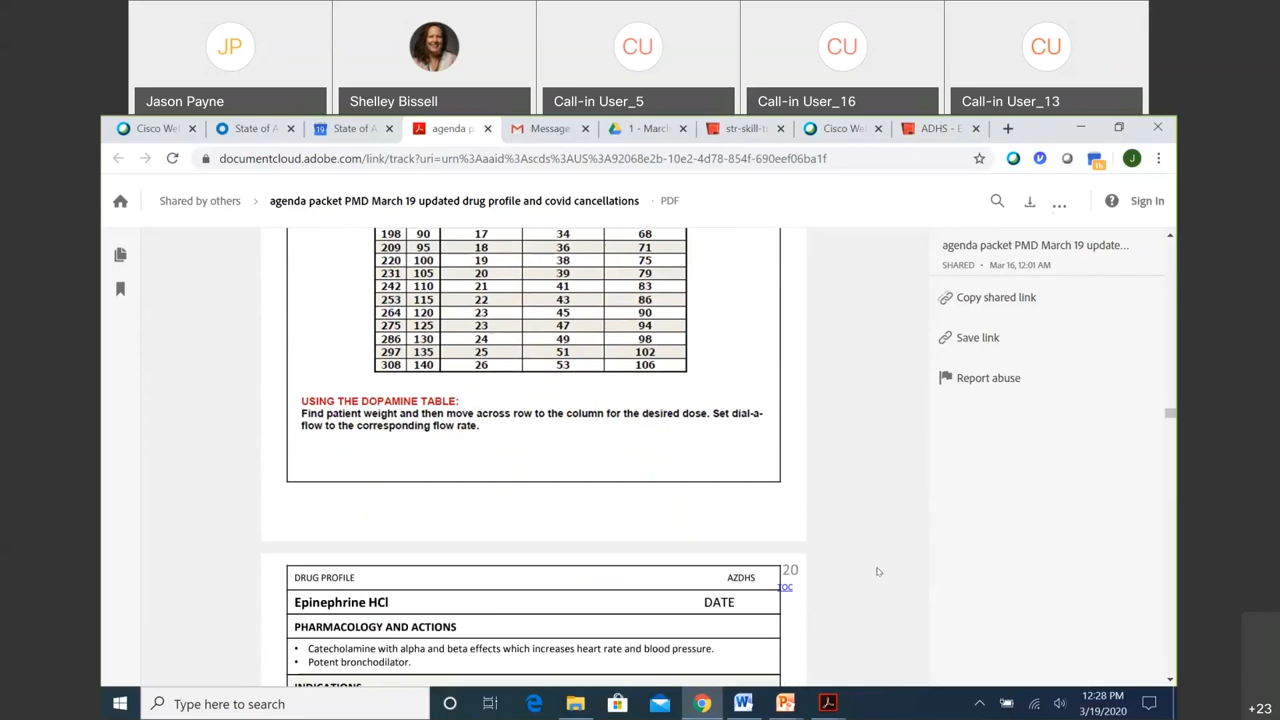 JP
CU
CU
CU
Jason Payne
Shelley Bissell
Call-in User_5
Call-in User_16
Call-in User_13
Cisco We
State of A
19
State of A
agenda p
Message
1 - March
str-skill-t
Cisco We
ADHS - E
documentcloud.adobe.com/link/track?uri=urn%3Aaaid%3Ascds%3AUS%3A92068e2b-10e2-4d78-854f-690eef06ba1f
J
Shared by others
agenda packet PMD March 19 updated drug profile and covid cancellations
PDF
Sign In
198 90 17 34 68
209 95 18 36 71
220 100 19 38 75
231 105 20 39 79
242 110 21 41 83
253 115 22 43 86
264 120 23 45 90
275 125 23 47 94
286 130 24 49 98
297 135 25 51 102
308 140 26 53 106
USING THE DOPAMINE TABLE:
Find patient weight and then move across row to the column for the desired dose. Set dial-a-
flow to the corresponding flow rate.
agenda packet PMD March 19 update...
SHARED • Mar 16, 12:01 AM
Copy shared link
Save link
Report abuse
20
TOC
DRUG PROFILE AZDHS
Epinephrine HCl DATE
PHARMACOLOGY AND ACTIONS
• Catecholamine with alpha and beta effects which increases heart rate and blood pressure.
• Potent bronchodilator.
INDICATIONS
Type here to search
12:28 PM
3/19/2020
+23